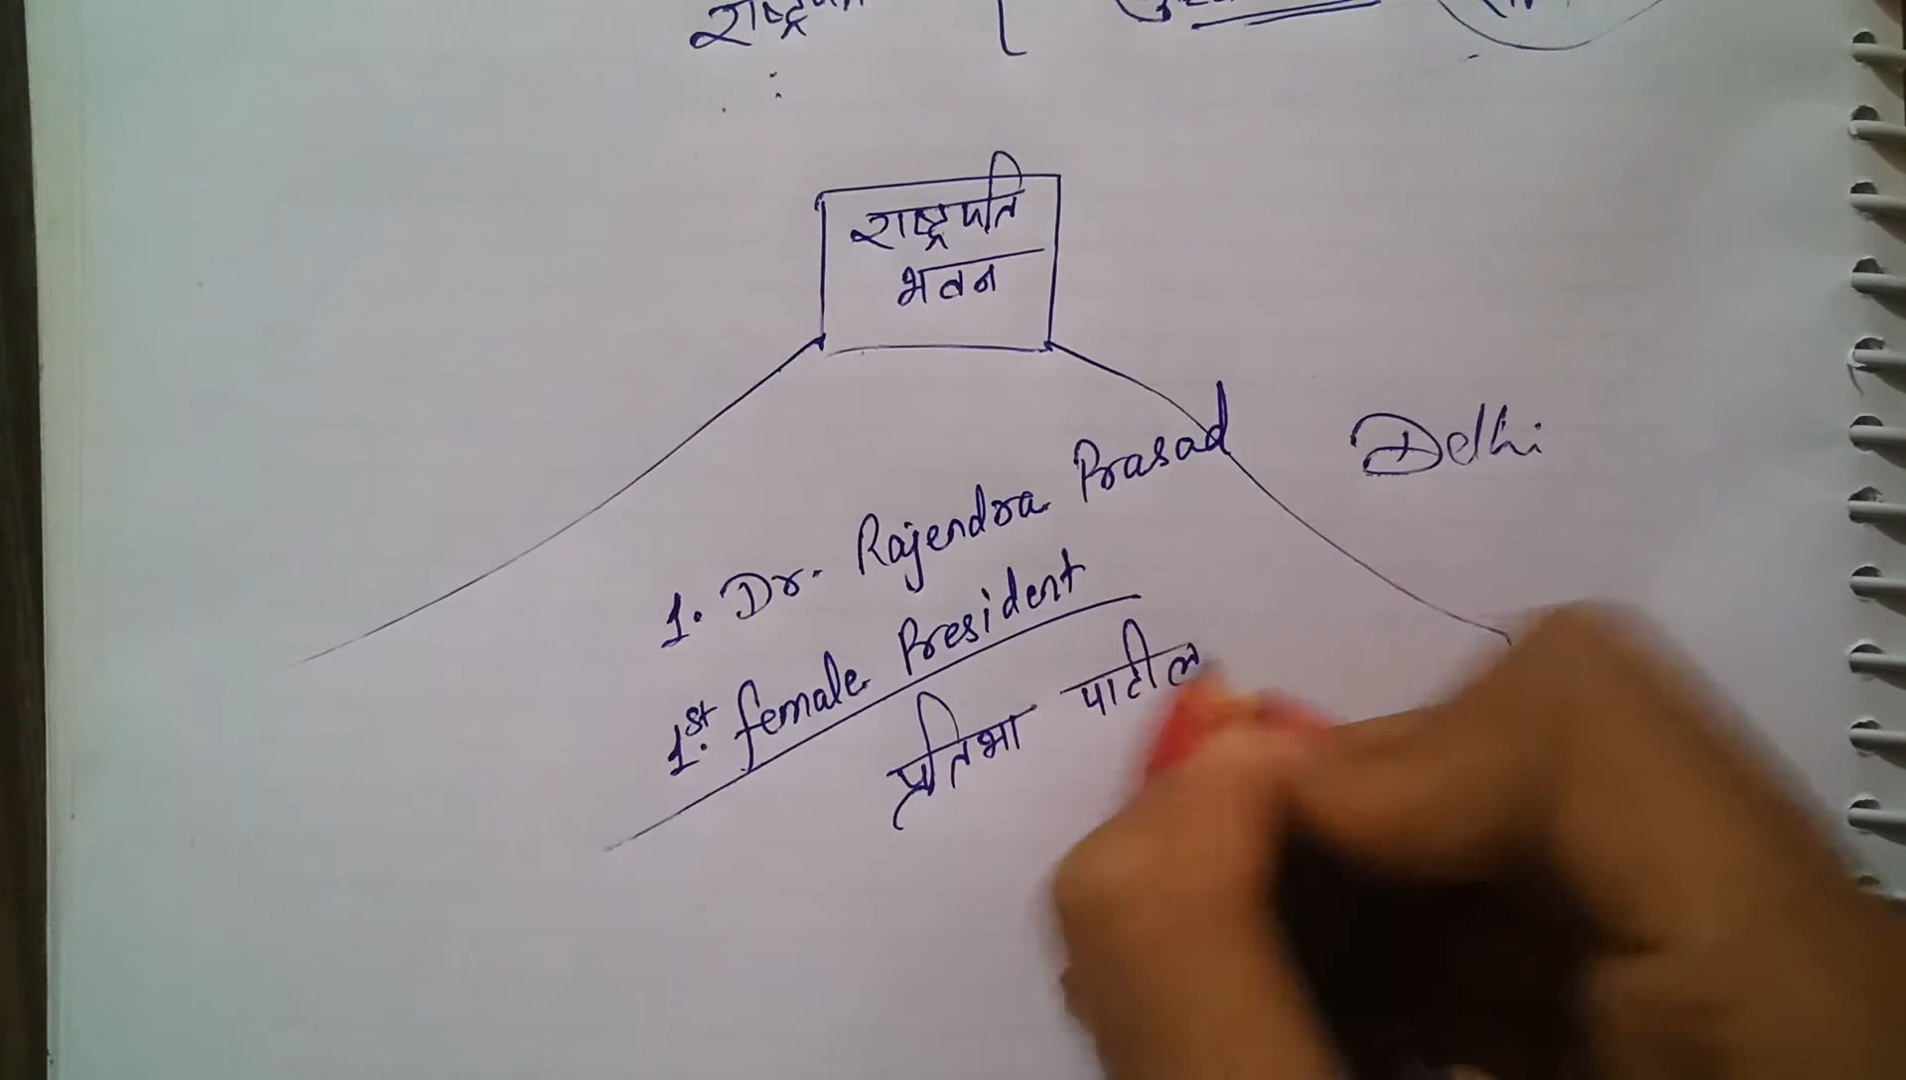 राष्ट्रपति
भवन
Delhi
1. Dr. Rajendra Prasad
1st. female President
प्रतिभा पाटील